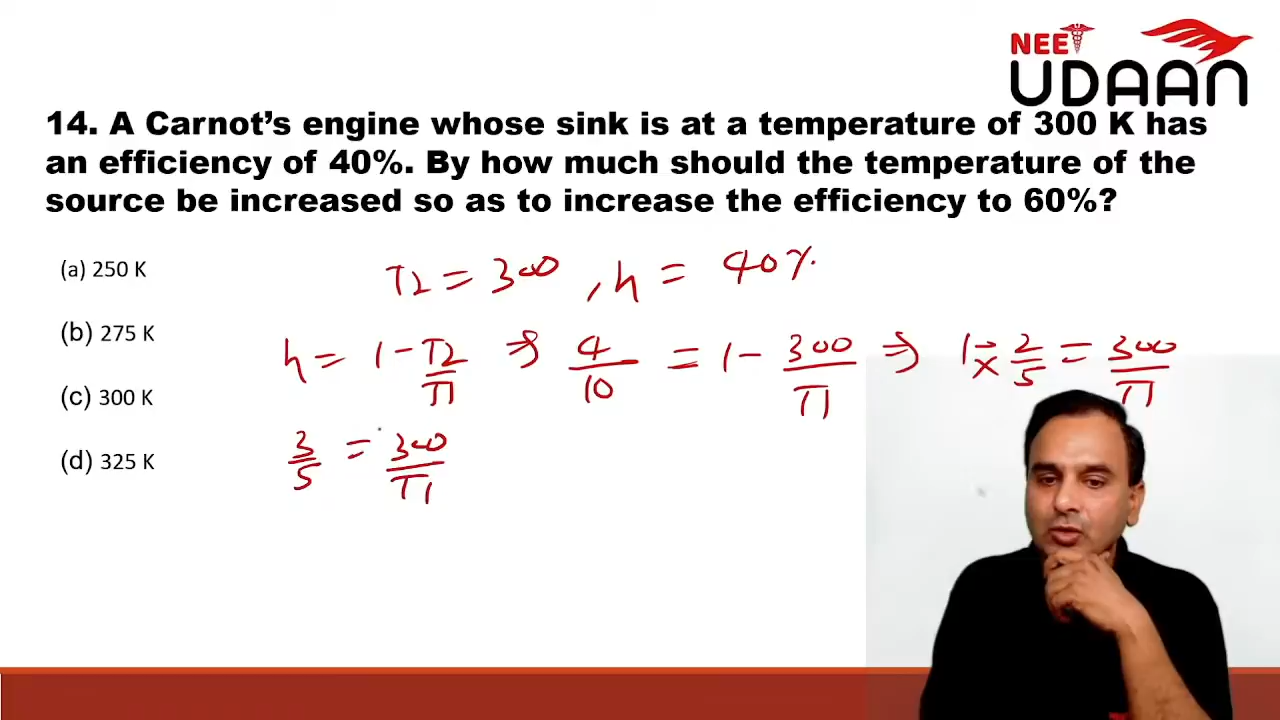 NEET
UDAAN
14. A Carnot's engine whose sink is at a temperature of 300 K has
an efficiency of 40%. By how much should the temperature of the
source be increased so as to increase the efficiency to 60%?
(a) 250 K
(b) 275 K
(c) 300 K
(d) 325 K
T2 = 300 , η = 40%
η = 1 - T2/T1 ⇒ 4/10 = 1 - 300/T1 ⇒ 1 - 2/5 = 300/T1
3/5 = 300/T1